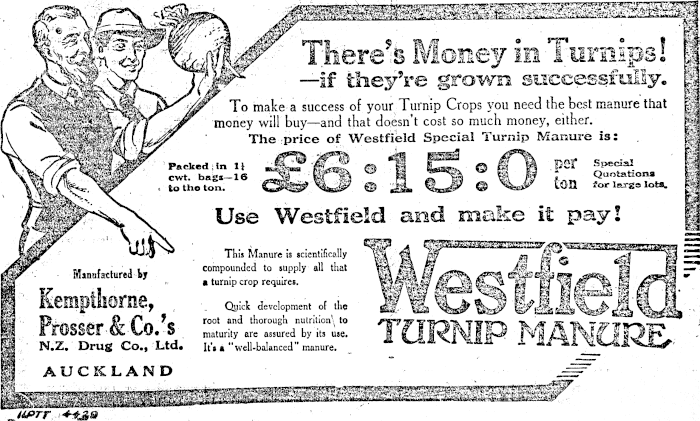 There's Money in Turnips!
—if they're grown successfully.
To make a success of your Turnip Crops you need the best manure that
money will buy—and that doesn't cost so much money, either.
The price of Westfield Special Turnip Manure is:
Packed in 1¼
cwt. bags—16
to the ton.
£6:15:0
per
ton
Special
Quotations
for large lots.
Use Westfield and make it pay!
Manufactured by
Kempthorne,
Prosser & Co.'s
N.Z. Drug Co., Ltd.
AUCKLAND
This Manure is scientifically
compounded to supply all that
a turnip crop requires.
Quick development of the
root and thorough nutrition to
maturity are assured by its use.
It's a "well-balanced" manure.
Westfield
TURNIP MANURE